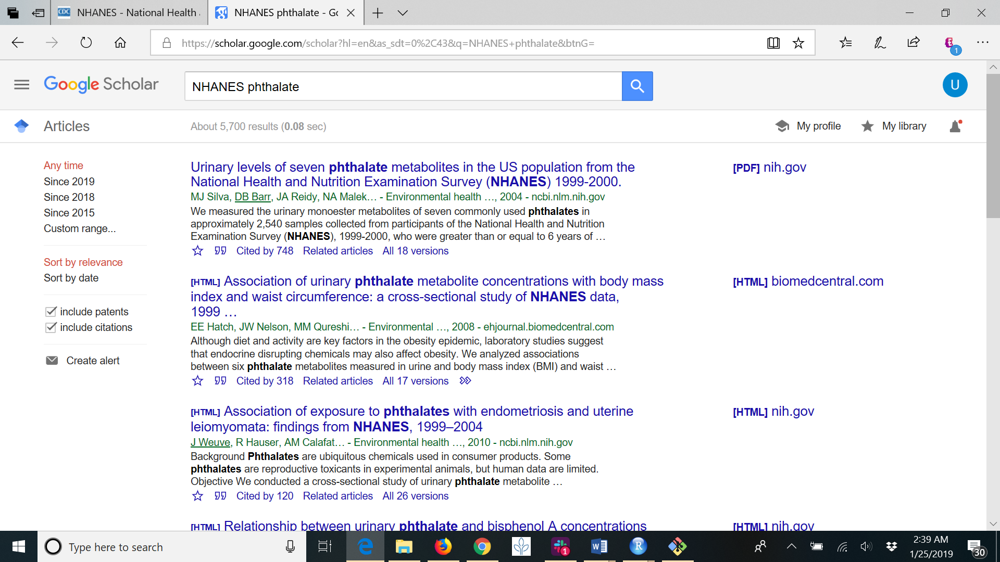 NHANES - National Health
NHANES phthalate - Go
https://scholar.google.com/scholar?hl=en&as_sdt=0%2C43&q=NHANES+phthalate&btnG=
1
Google Scholar
NHANES phthalate
U
Articles
About 5,700 results (0.08 sec)
My profile
My library
Any time
Since 2019
Since 2018
Since 2015
Custom range...
Sort by relevance
Sort by date
include patents
include citations
Create alert
Urinary levels of seven phthalate metabolites in the US population from the
National Health and Nutrition Examination Survey (NHANES) 1999-2000.
MJ Silva, DB Barr, JA Reidy, NA Malek… - Environmental health …, 2004 - ncbi.nlm.nih.gov
We measured the urinary monoester metabolites of seven commonly used phthalates in
approximately 2,540 samples collected from participants of the National Health and Nutrition
Examination Survey (NHANES), 1999-2000, who were greater than or equal to 6 years of …
Cited by 748 Related articles All 18 versions
[PDF] nih.gov
[HTML] Association of urinary phthalate metabolite concentrations with body mass
index and waist circumference: a cross-sectional study of NHANES data,
1999 …
EE Hatch, JW Nelson, MM Qureshi… - Environmental …, 2008 - ehjournal.biomedcentral.com
Although diet and activity are key factors in the obesity epidemic, laboratory studies suggest
that endocrine disrupting chemicals may also affect obesity. We analyzed associations
between six phthalate metabolites measured in urine and body mass index (BMI) and waist …
Cited by 318 Related articles All 17 versions
[HTML] biomedcentral.com
[HTML] Association of exposure to phthalates with endometriosis and uterine
leiomyomata: findings from NHANES, 1999–2004
J Weuve, R Hauser, AM Calafat… - Environmental health …, 2010 - ncbi.nlm.nih.gov
Background Phthalates are ubiquitous chemicals used in consumer products. Some
phthalates are reproductive toxicants in experimental animals, but human data are limited.
Objective We conducted a cross-sectional study of urinary phthalate metabolite …
Cited by 120 Related articles All 26 versions
[HTML] nih.gov
[HTML] Relationship between urinary phthalate and bisphenol A concentrations
[HTML] nih.gov
Type here to search
1
W
R
2:39 AM
1/25/2019
30